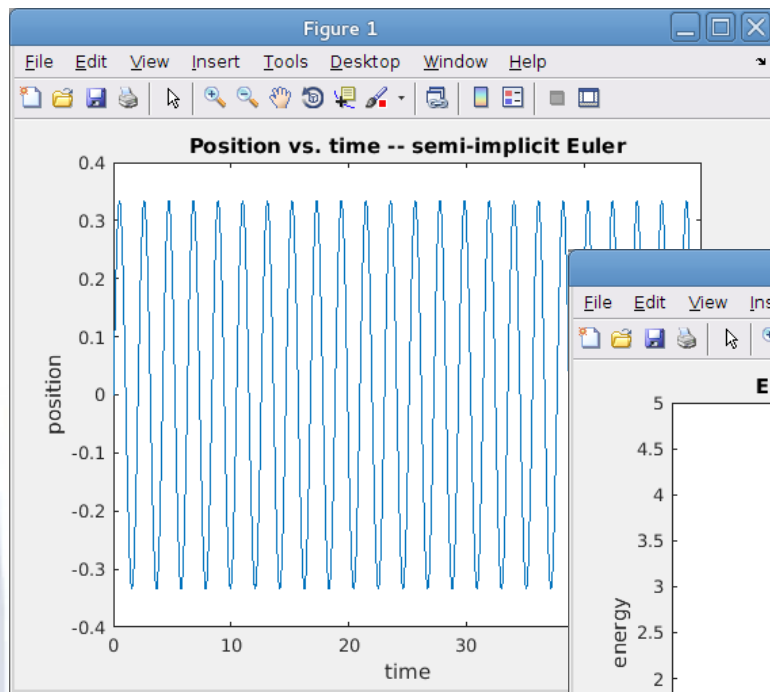 Figure 1
File Edit View Insert Tools Desktop Window Help
Position vs. time -- semi-implicit Euler
0.4
0.3
0.2
0.1
0
-0.1
-0.2
-0.3
-0.4
position
0 10 20 30
time
File Edit View Ins
E
5
4.5
4
3.5
3
2.5
2
energy